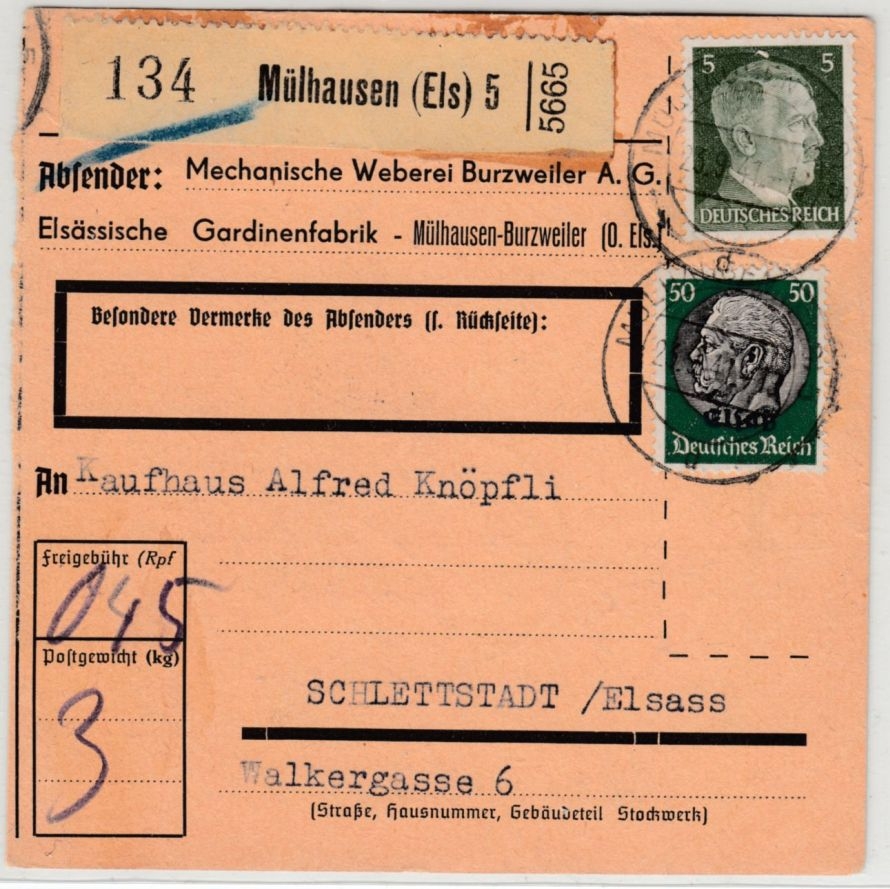 134 Mülhausen (Els) 5 5665
5 5
DEUTSCHES REICH
Absender: Mechanische Weberei Burzweiler A. G.
Elsässische Gardinenfabrik - Mülhausen-Burzweiler (O. Els.)
50 50
Elsaß
Deutsches Reich
Besondere Vermerke des Absenders (s. Rückseite):
An Kaufhaus Alfred Knöpfli
Freigebühr (Rpf
045
Postgewicht (kg)
3
SCHLETTSTADT /Elsass
Walkergasse 6
(Straße, Hausnummer, Gebäudeteil Stockwerk)